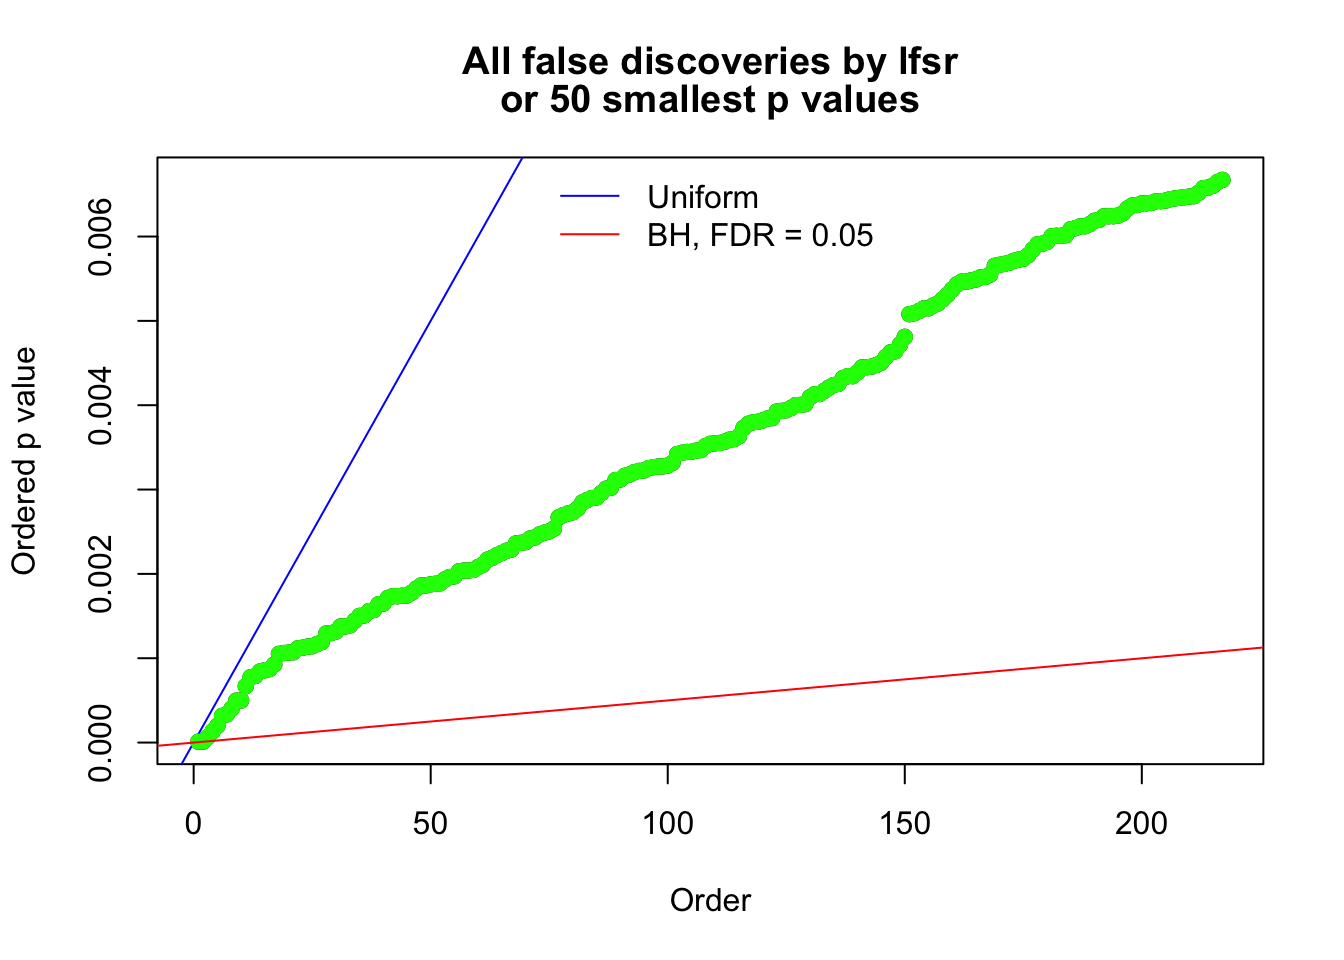 All false discoveries by lfsr
or 50 smallest p values
Uniform
BH, FDR = 0.05
Ordered p value
0.006
0.004
0.002
0.000
0 50 100 150 200
Order